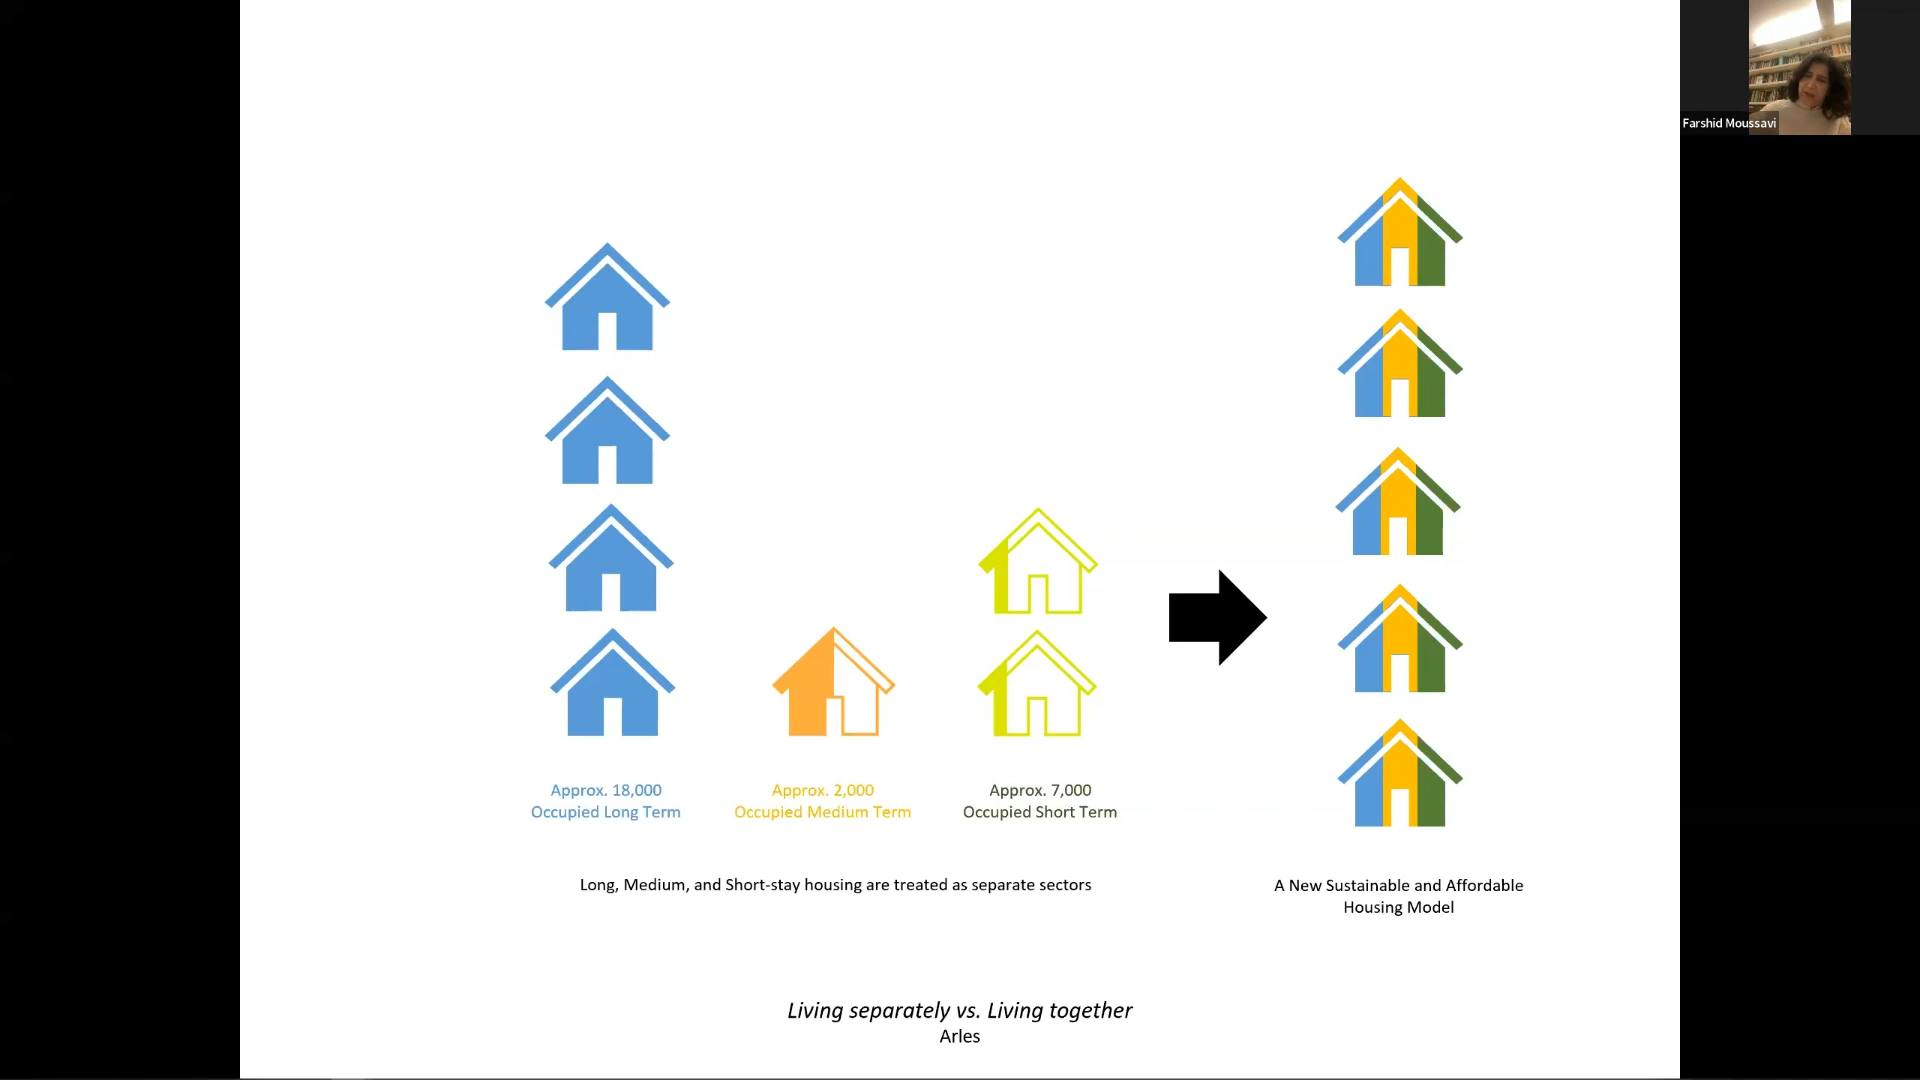 Farshid Moussavi
Approx. 18,000
Occupied Long Term
Approx. 2,000
Occupied Medium Term
Approx. 7,000
Occupied Short Term
Long, Medium, and Short-stay housing are treated as separate sectors
A New Sustainable and Affordable
Housing Model
Living separately vs. Living together
Arles